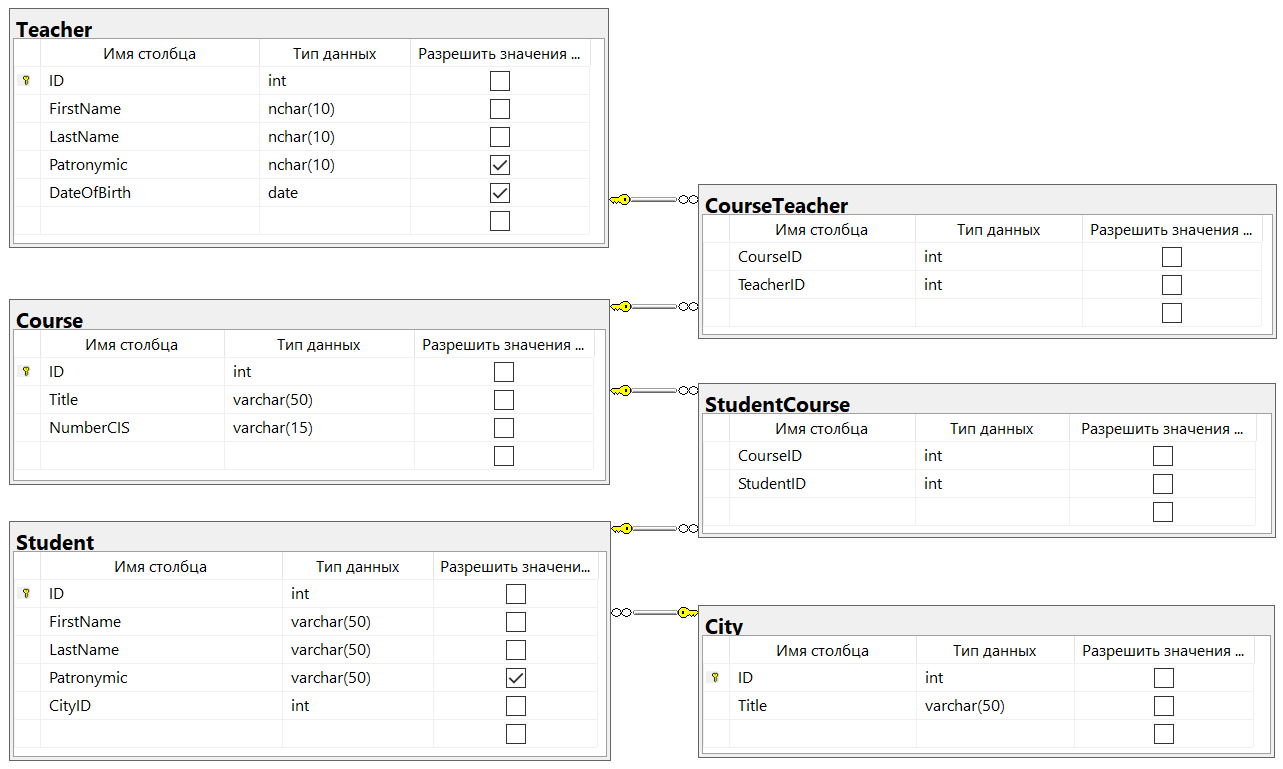 Teacher
Имя столбца Тип данных Разрешить значения ...
ID int
FirstName nchar(10)
LastName nchar(10)
Patronymic nchar(10)
DateOfBirth date
CourseTeacher
Имя столбца Тип данных Разрешить значения ...
CourseID int
TeacherID int
Course
Имя столбца Тип данных Разрешить значения ...
ID int
Title varchar(50)
NumberCIS varchar(15)
StudentCourse
Имя столбца Тип данных Разрешить значения ...
CourseID int
StudentID int
Student
Имя столбца Тип данных Разрешить значени...
ID int
FirstName varchar(50)
LastName varchar(50)
Patronymic varchar(50)
CityID int
City
Имя столбца Тип данных Разрешить значения ...
ID int
Title varchar(50)